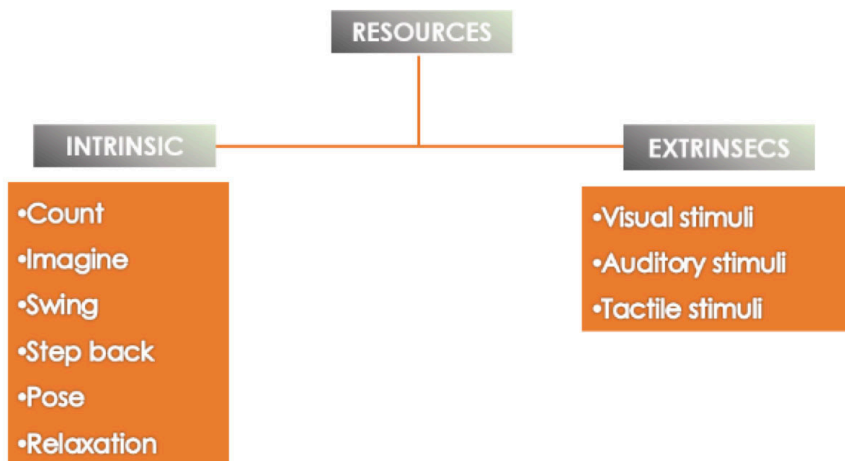 RESOURCES
INTRINSIC
•Count
•Imagine
•Swing
•Step back
•Pose
•Relaxation
EXTRINSECS
•Visual stimuli
•Auditory stimuli
•Tactile stimuli